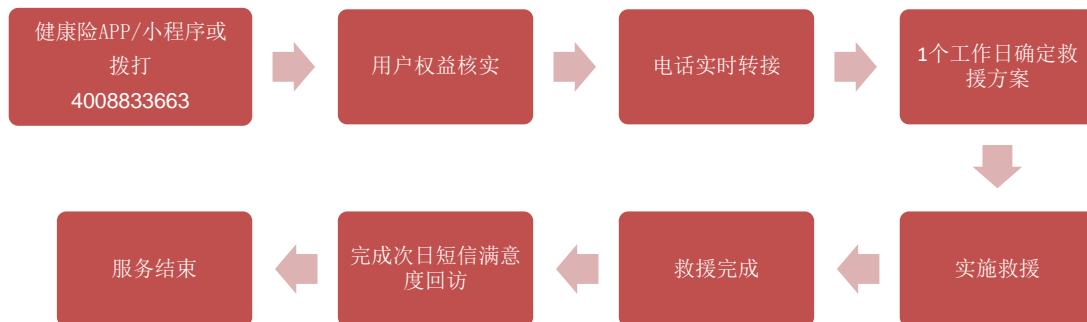 健康险APP/小程序或
拨打
4008833663
用户权益核实
电话实时转接
1个工作日确定救
援方案
实施救援
救援完成
完成次日短信满意
度回访
服务结束